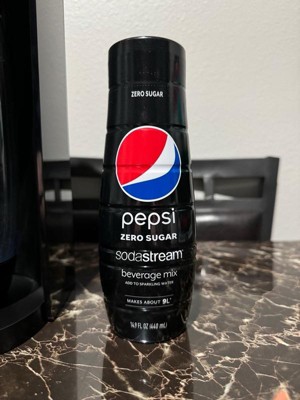 ZERO SUGAR
pepsi
ZERO SUGAR
sodastream
beverage mix
ADD TO SPARKLING WATER
MAKES ABOUT 9L*
14.9 FL OZ (440 mL)